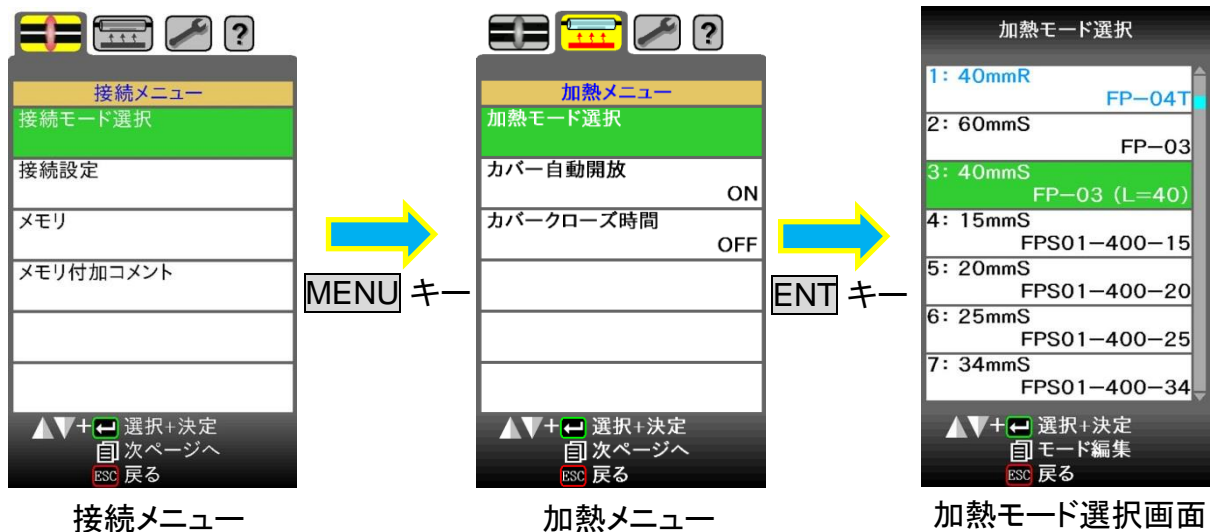 ?
接続メニュー
接続モード選択
接続設定
メモリ
メモリ付加コメント
▲▼+↵ 選択+決定
次ページへ
ESC 戻る
接続メニュー
MENU キー
?
加熱メニュー
加熱モード選択
カバー自動開放
ON
カバークローズ時間
OFF
▲▼+↵ 選択+決定
次ページへ
ESC 戻る
加熱メニュー
ENT キー
加熱モード選択
1: 40mmR
FP−04T
2: 60mmS
FP−03
3: 40mmS
FP−03 (L=40)
4: 15mmS
FPS01−400−15
5: 20mmS
FPS01−400−20
6: 25mmS
FPS01−400−25
7: 34mmS
FPS01−400−34
▲▼+↵ 選択+決定
モード編集
ESC 戻る
加熱モード選択画面